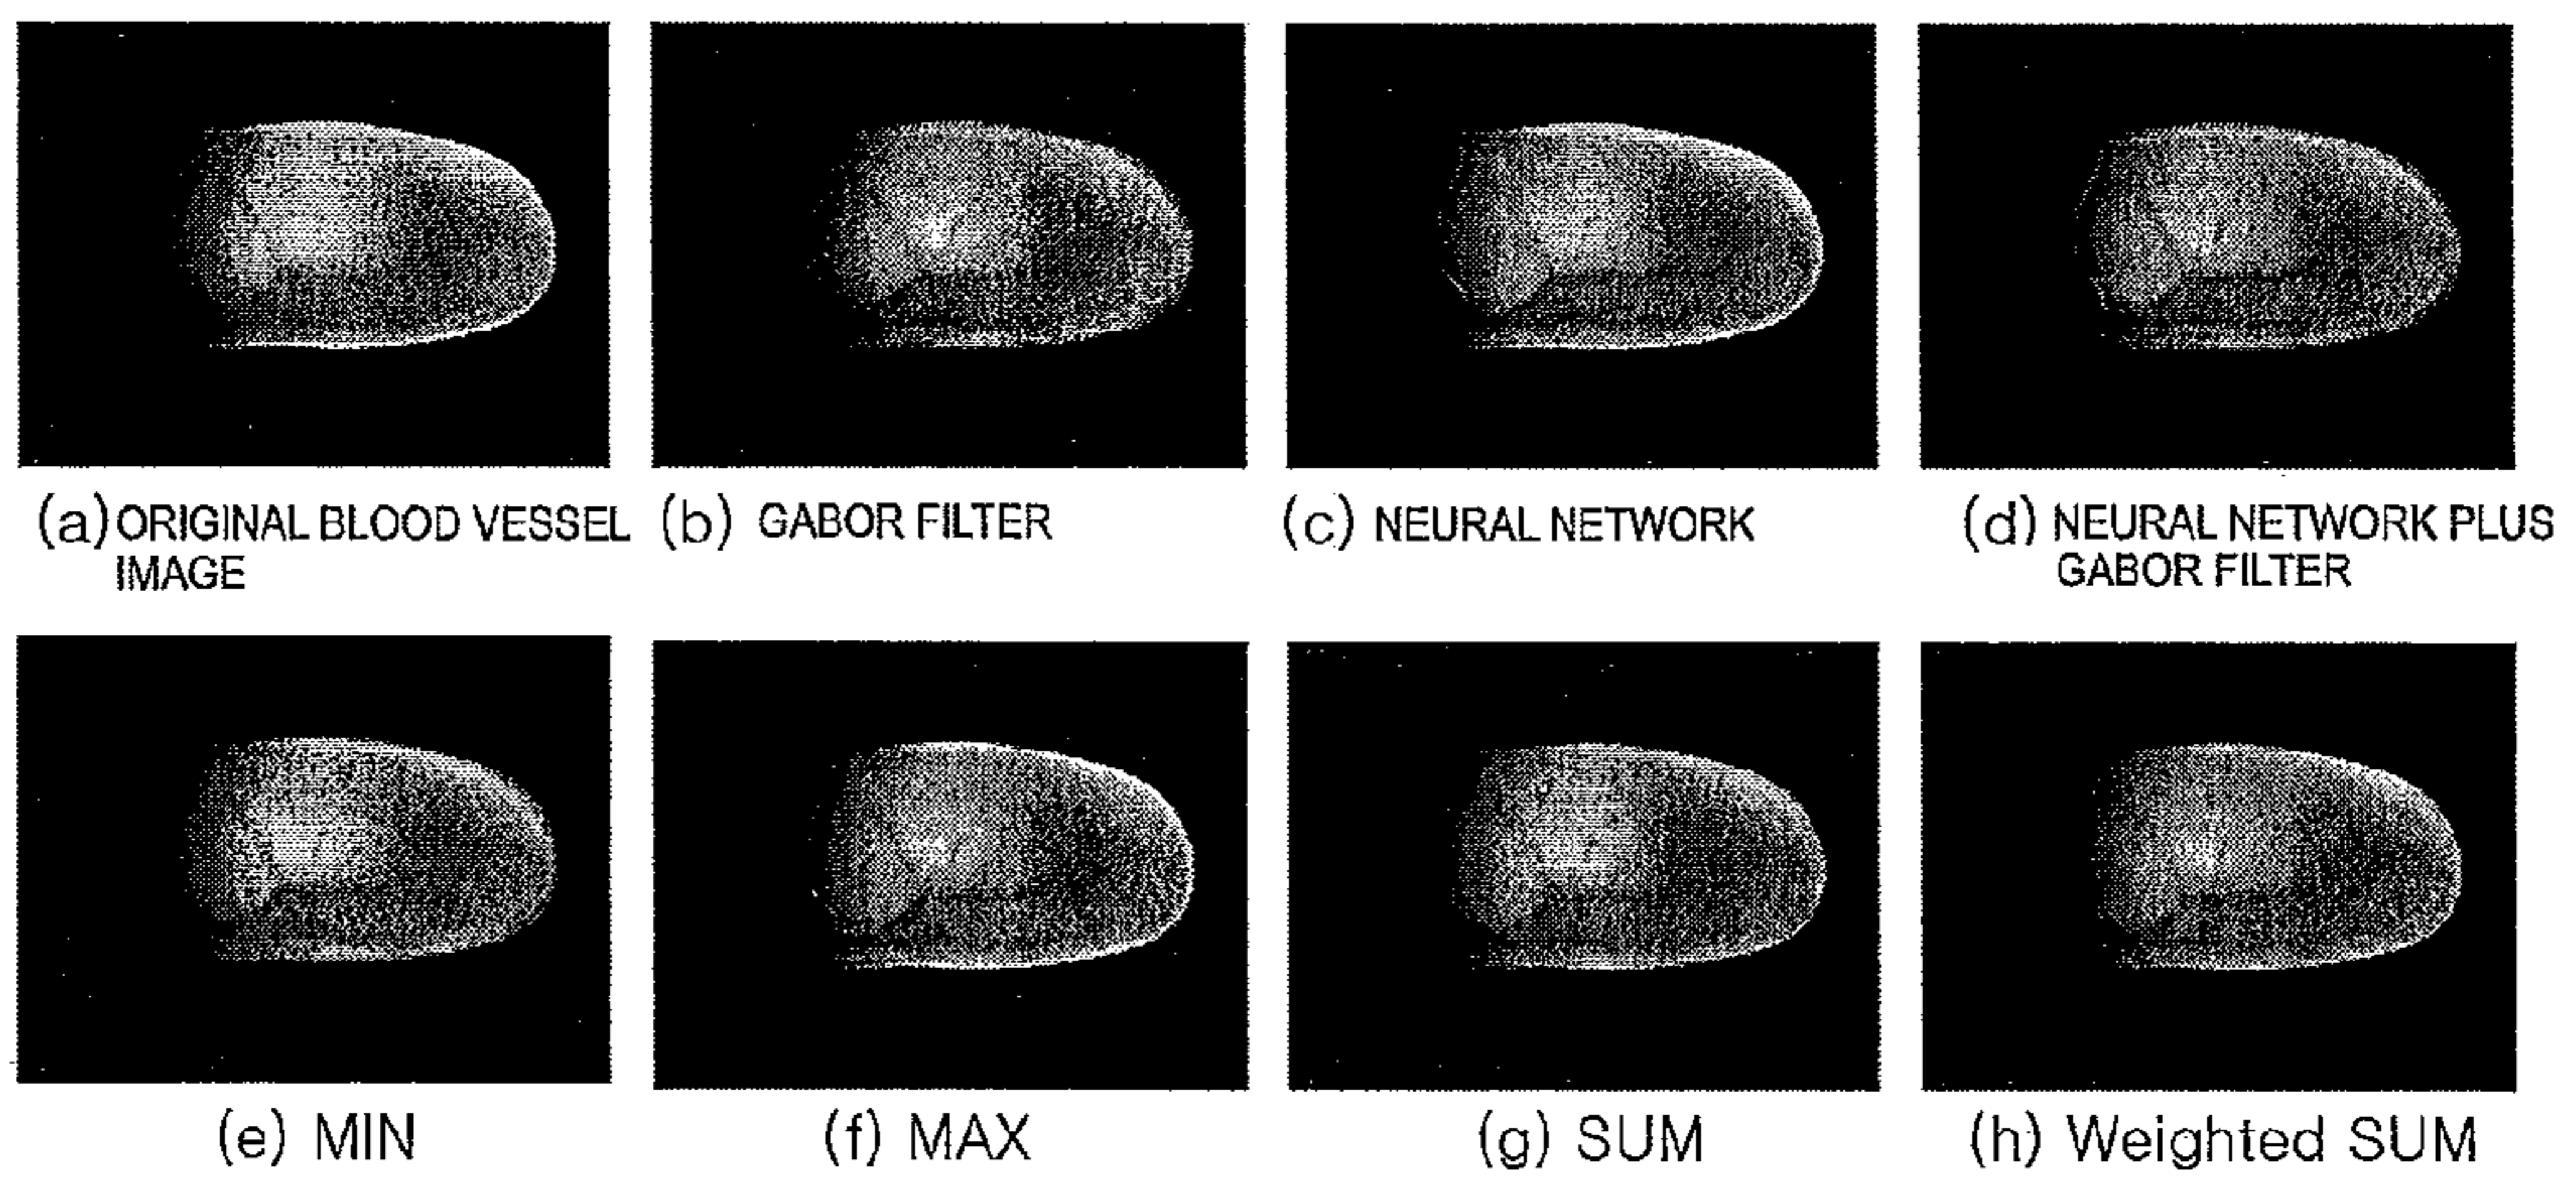 (a) ORIGINAL BLOOD VESSEL
IMAGE
(b) GABOR FILTER
(c) NEURAL NETWORK
(d) NEURAL NETWORK PLUS
GABOR FILTER
(e) MIN
(f) MAX
(g) SUM
(h) Weighted SUM